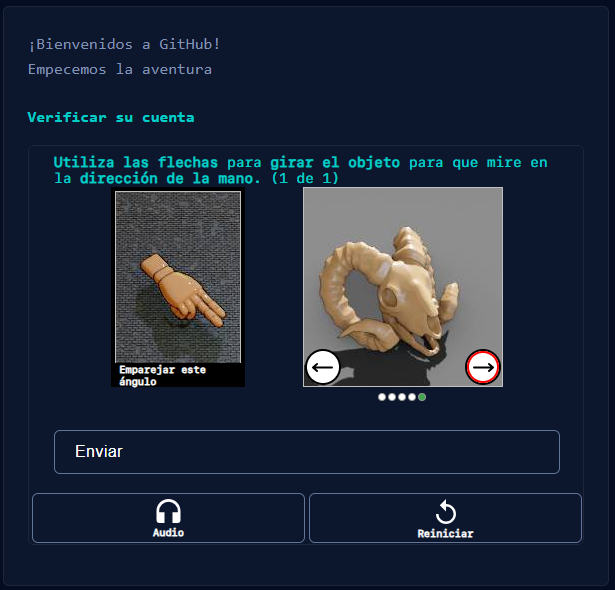 ¡Bienvenidos a GitHub!
Empecemos la aventura
Verificar su cuenta
Utiliza las flechas para girar el objeto para que mire en
la dirección de la mano. (1 de 1)
Emparejar este
ángulo
Enviar
Audio
Reiniciar